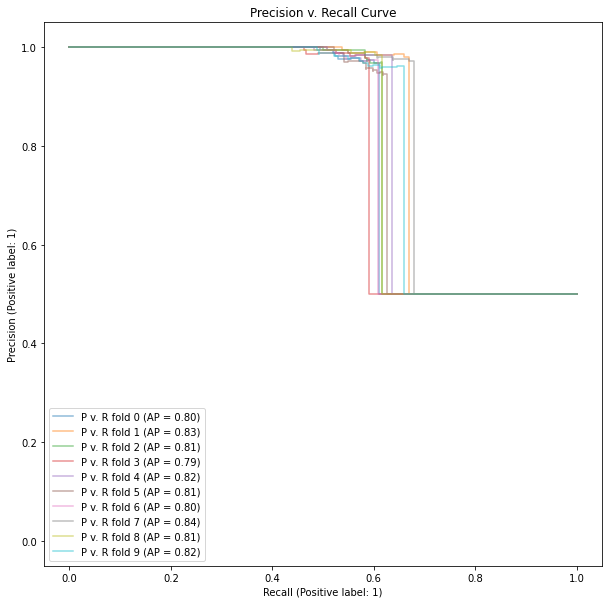 Precision v. Recall Curve
Precision (Positive label: 1)
1.0
0.8
0.6
0.4
0.2
0.0
P v. R fold 0 (AP = 0.80)
P v. R fold 1 (AP = 0.83)
P v. R fold 2 (AP = 0.81)
P v. R fold 3 (AP = 0.79)
P v. R fold 4 (AP = 0.82)
P v. R fold 5 (AP = 0.81)
P v. R fold 6 (AP = 0.80)
P v. R fold 7 (AP = 0.84)
P v. R fold 8 (AP = 0.81)
P v. R fold 9 (AP = 0.82)
0.0 0.2 0.4 0.6 0.8 1.0
Recall (Positive label: 1)